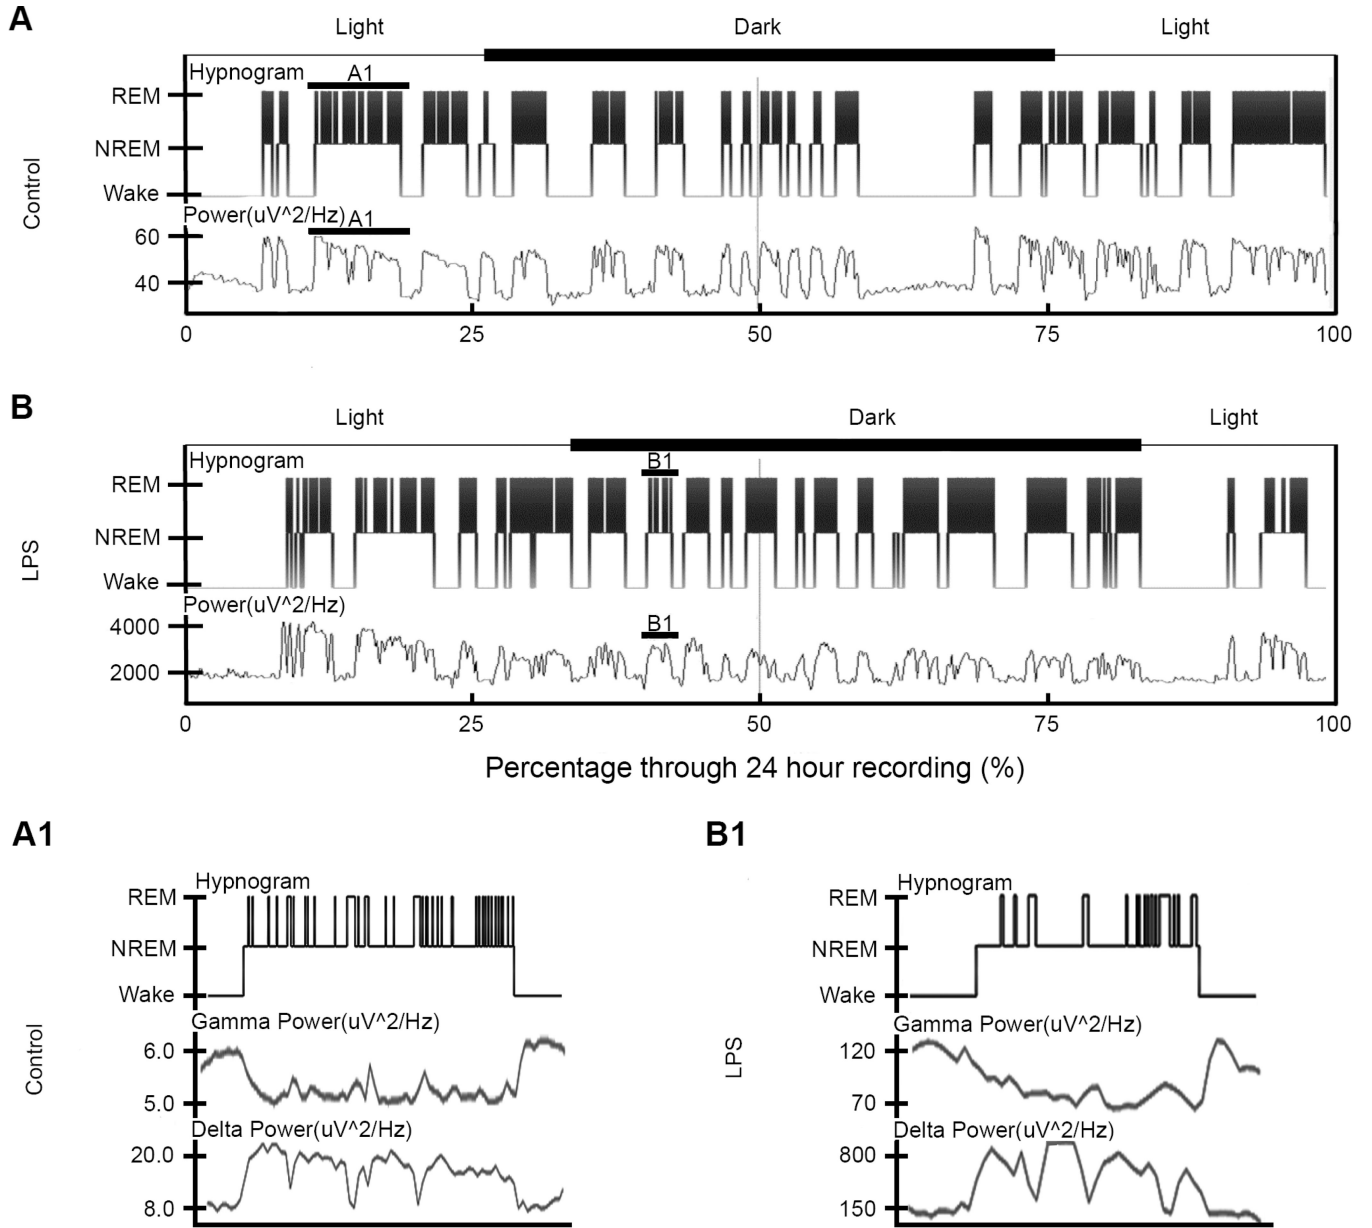 A
Light Dark Light
Hypnogram A1
REM
NREM
Wake
Control
Power(uV^2/Hz) A1
60
40
0 25 50 75 100
B
Light Dark Light
Hypnogram B1
REM
NREM
Wake
LPS
Power(uV^2/Hz)
B1
4000
2000
0 25 50 75 100
Percentage through 24 hour recording (%)
A1
Hypnogram
REM
NREM
Wake
Control
Gamma Power(uV^2/Hz)
6.0
5.0
Delta Power(uV^2/Hz)
20.0
8.0
B1
Hypnogram
REM
NREM
Wake
LPS
Gamma Power(uV^2/Hz)
120
70
Delta Power(uV^2/Hz)
800
150